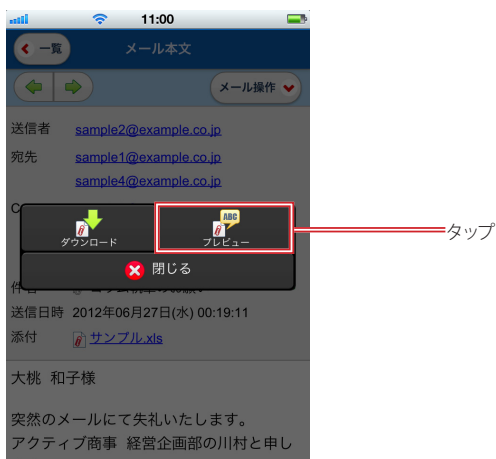 11:00
一覧
メール本文
メール操作
送信者 sample2@example.co.jp
宛先 sample1@example.co.jp
sample4@example.co.jp
C
ABC
ダウンロード
プレビュー
タップ
閉じる
送信日時 2012年06月27日(水) 00:19:11
添付 サンプル.xls
大桃 和子様
突然のメールにて失礼いたします。
アクティブ商事 経営企画部の川村と申し